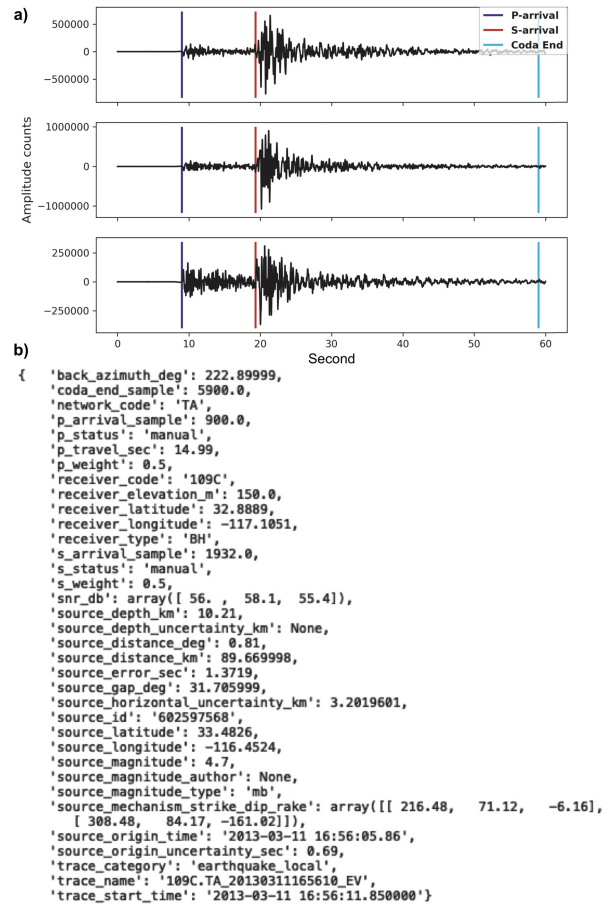 a)
P-arrival
S-arrival
Coda End
500000
0
−500000
1000000
0
−1000000
250000
0
−250000
Amplitude counts
0 10 20 30 40 50 60
Second
b)
{ 'back_azimuth_deg': 222.89999,
'coda_end_sample': 5900.0,
'network_code': 'TA',
'p_arrival_sample': 900.0,
'p_status': 'manual',
'p_travel_sec': 14.99,
'p_weight': 0.5,
'receiver_code': '109C',
'receiver_elevation_m': 150.0,
'receiver_latitude': 32.8889,
'receiver_longitude': −117.1051,
'receiver_type': 'BH',
's_arrival_sample': 1932.0,
's_status': 'manual',
's_weight': 0.5,
'snr_db': array([ 56. , 58.1, 55.4]),
'source_depth_km': 10.21,
'source_depth_uncertainty_km': None,
'source_distance_deg': 0.81,
'source_distance_km': 89.669998,
'source_error_sec': 1.3719,
'source_gap_deg': 31.705999,
'source_horizontal_uncertainty_km': 3.2019601,
'source_id': '602597568',
'source_latitude': 33.4826,
'source_longitude': −116.4524,
'source_magnitude': 4.7,
'source_magnitude_author': None,
'source_magnitude_type': 'mb',
'source_mechanism_strike_dip_rake': array([[ 216.48, 71.12, −6.16],
[ 308.48, 84.17, −161.02]]),
'source_origin_time': '2013-03-11 16:56:05.86',
'source_origin_uncertainty_sec': 0.69,
'trace_category': 'earthquake_local',
'trace_name': '109C.TA_20130311165610_EV',
'trace_start_time': '2013-03-11 16:56:11.850000'}